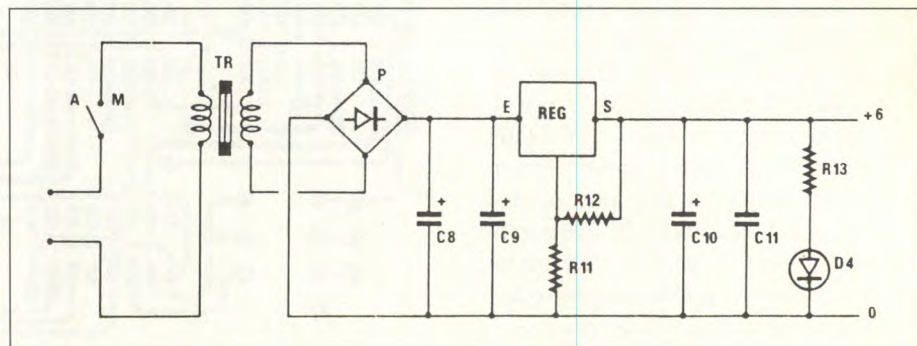 TR
P
A
M
E
REG
S
+6
R12
R13
+
C8
+
C9
+
C10
C11
R11
D4
0